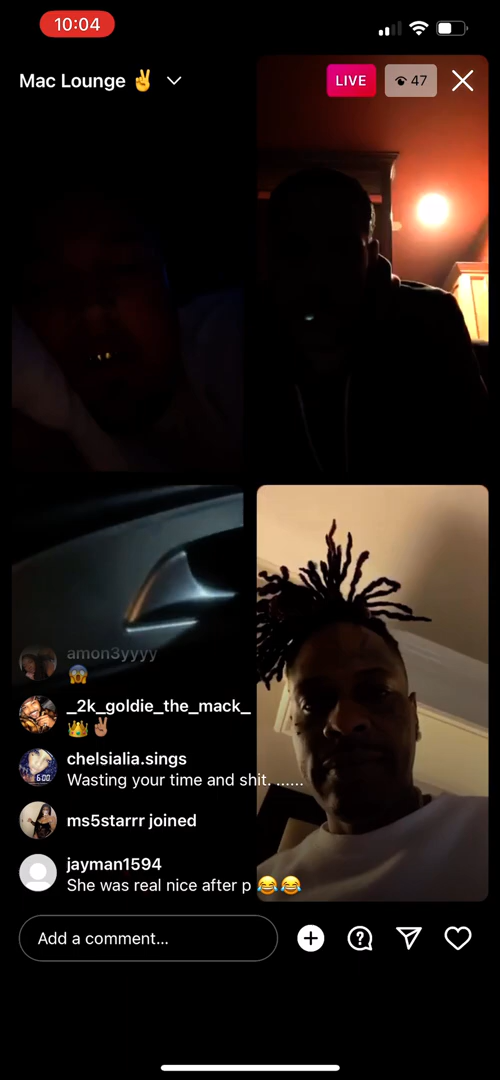 10:04
Mac Lounge ✌️
LIVE
47
amon3yyyy
😱
_2k_goldie_the_mack_
👑✌🏽
chelsialia.sings
Wasting your time and shit. ......
ms5starrr joined
jayman1594
She was real nice after p 😂😂
Add a comment...